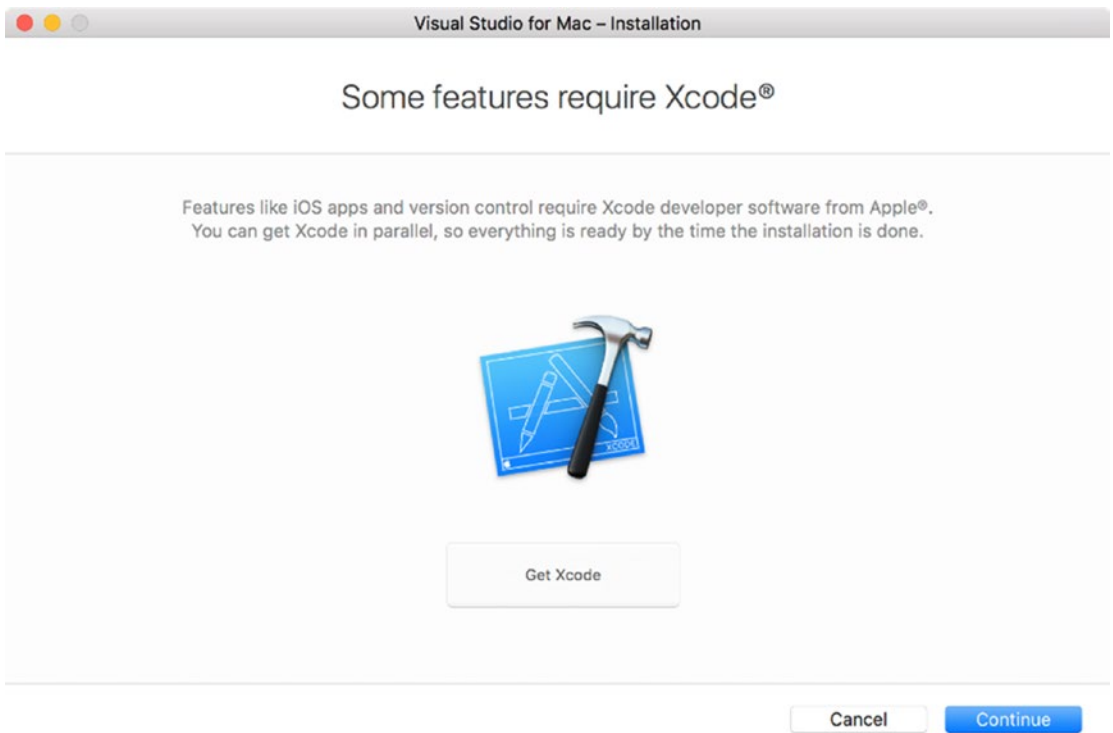 Visual Studio for Mac – Installation
Some features require Xcode®
Features like iOS apps and version control require Xcode developer software from Apple®.
You can get Xcode in parallel, so everything is ready by the time the installation is done.
XCODE
Get Xcode
Cancel
Continue